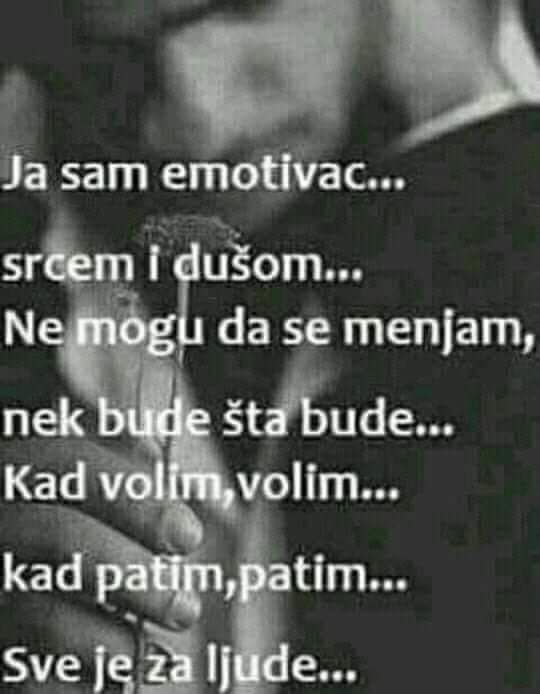 Ja sam emotivac...
srcem i dušom...
Ne mogu da se menjam,
nek bude šta bude...
Kad volim,volim...
kad patim,patim...
Sve je za ljude...